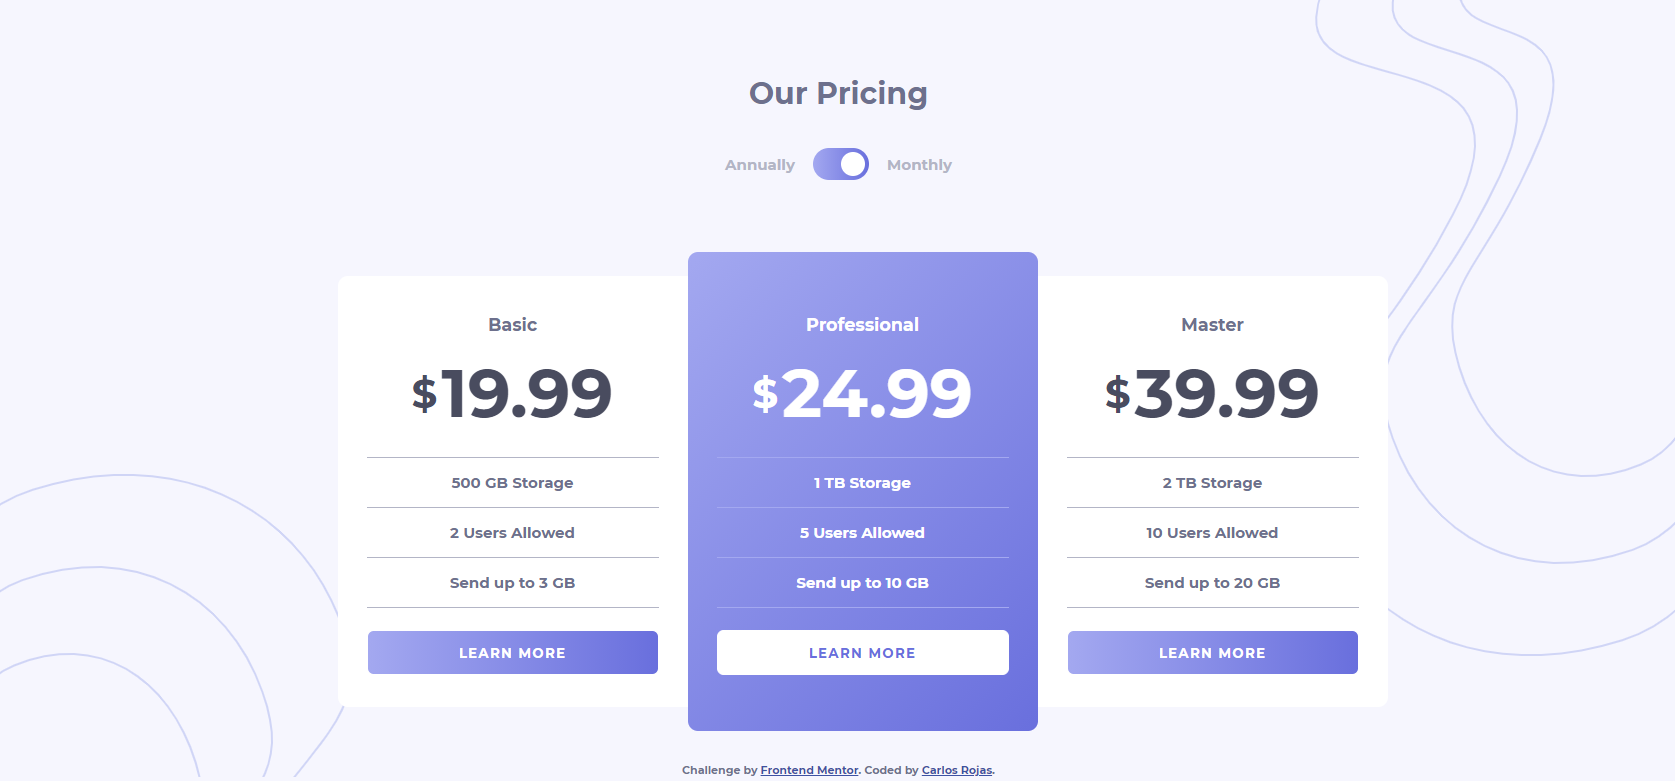 Our Pricing
Annually Monthly
Basic
$19.99
500 GB Storage
2 Users Allowed
Send up to 3 GB
LEARN MORE
Professional
$24.99
1 TB Storage
5 Users Allowed
Send up to 10 GB
LEARN MORE
Master
$39.99
2 TB Storage
10 Users Allowed
Send up to 20 GB
LEARN MORE
Challenge by Frontend Mentor. Coded by Carlos Rojas.